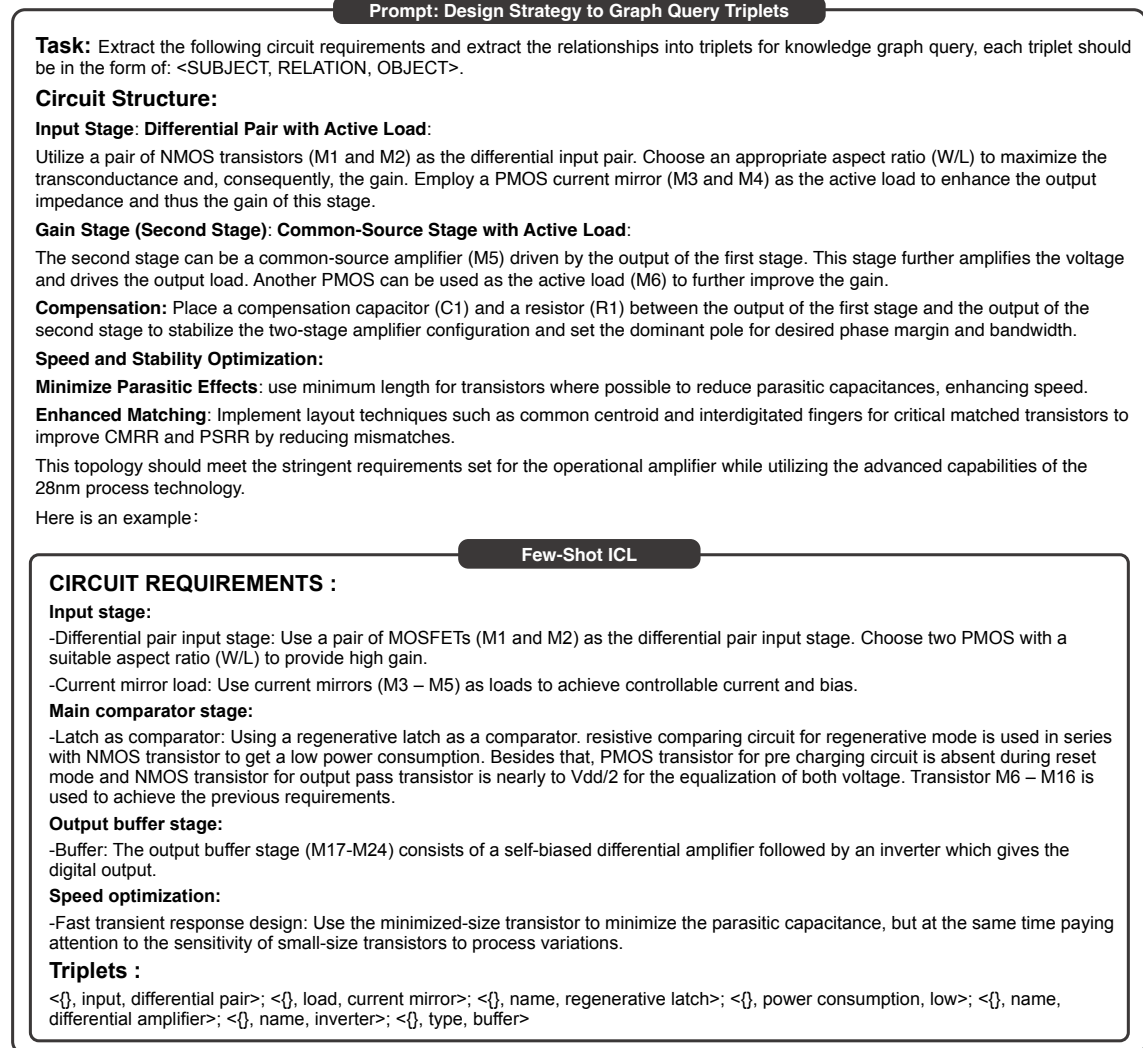 Prompt: Design Strategy to Graph Query Triplets
Task: Extract the following circuit requirements and extract the relationships into triplets for knowledge graph query, each triplet should
be in the form of: <SUBJECT, RELATION, OBJECT>.
Circuit Structure:
Input Stage: Differential Pair with Active Load:
Utilize a pair of NMOS transistors (M1 and M2) as the differential input pair. Choose an appropriate aspect ratio (W/L) to maximize the
transconductance and, consequently, the gain. Employ a PMOS current mirror (M3 and M4) as the active load to enhance the output
impedance and thus the gain of this stage.
Gain Stage (Second Stage): Common-Source Stage with Active Load:
The second stage can be a common-source amplifier (M5) driven by the output of the first stage. This stage further amplifies the voltage
and drives the output load. Another PMOS can be used as the active load (M6) to further improve the gain.
Compensation: Place a compensation capacitor (C1) and a resistor (R1) between the output of the first stage and the output of the
second stage to stabilize the two-stage amplifier configuration and set the dominant pole for desired phase margin and bandwidth.
Speed and Stability Optimization:
Minimize Parasitic Effects: use minimum length for transistors where possible to reduce parasitic capacitances, enhancing speed.
Enhanced Matching: Implement layout techniques such as common centroid and interdigitated fingers for critical matched transistors to
improve CMRR and PSRR by reducing mismatches.
This topology should meet the stringent requirements set for the operational amplifier while utilizing the advanced capabilities of the
28nm process technology.
Here is an example:
Few-Shot ICL
CIRCUIT REQUIREMENTS :
Input stage:
-Differential pair input stage: Use a pair of MOSFETs (M1 and M2) as the differential pair input stage. Choose two PMOS with a
suitable aspect ratio (W/L) to provide high gain.
-Current mirror load: Use current mirrors (M3 – M5) as loads to achieve controllable current and bias.
Main comparator stage:
-Latch as comparator: Using a regenerative latch as a comparator. resistive comparing circuit for regenerative mode is used in series
with NMOS transistor to get a low power consumption. Besides that, PMOS transistor for pre charging circuit is absent during reset
mode and NMOS transistor for output pass transistor is nearly to Vdd/2 for the equalization of both voltage. Transistor M6 – M16 is
used to achieve the previous requirements.
Output buffer stage:
-Buffer: The output buffer stage (M17-M24) consists of a self-biased differential amplifier followed by an inverter which gives the
digital output.
Speed optimization:
-Fast transient response design: Use the minimized-size transistor to minimize the parasitic capacitance, but at the same time paying
attention to the sensitivity of small-size transistors to process variations.
Triplets :
<{}, input, differential pair>; <{}, load, current mirror>; <{}, name, regenerative latch>; <{}, power consumption, low>; <{}, name,
differential amplifier>; <{}, name, inverter>; <{}, type, buffer>